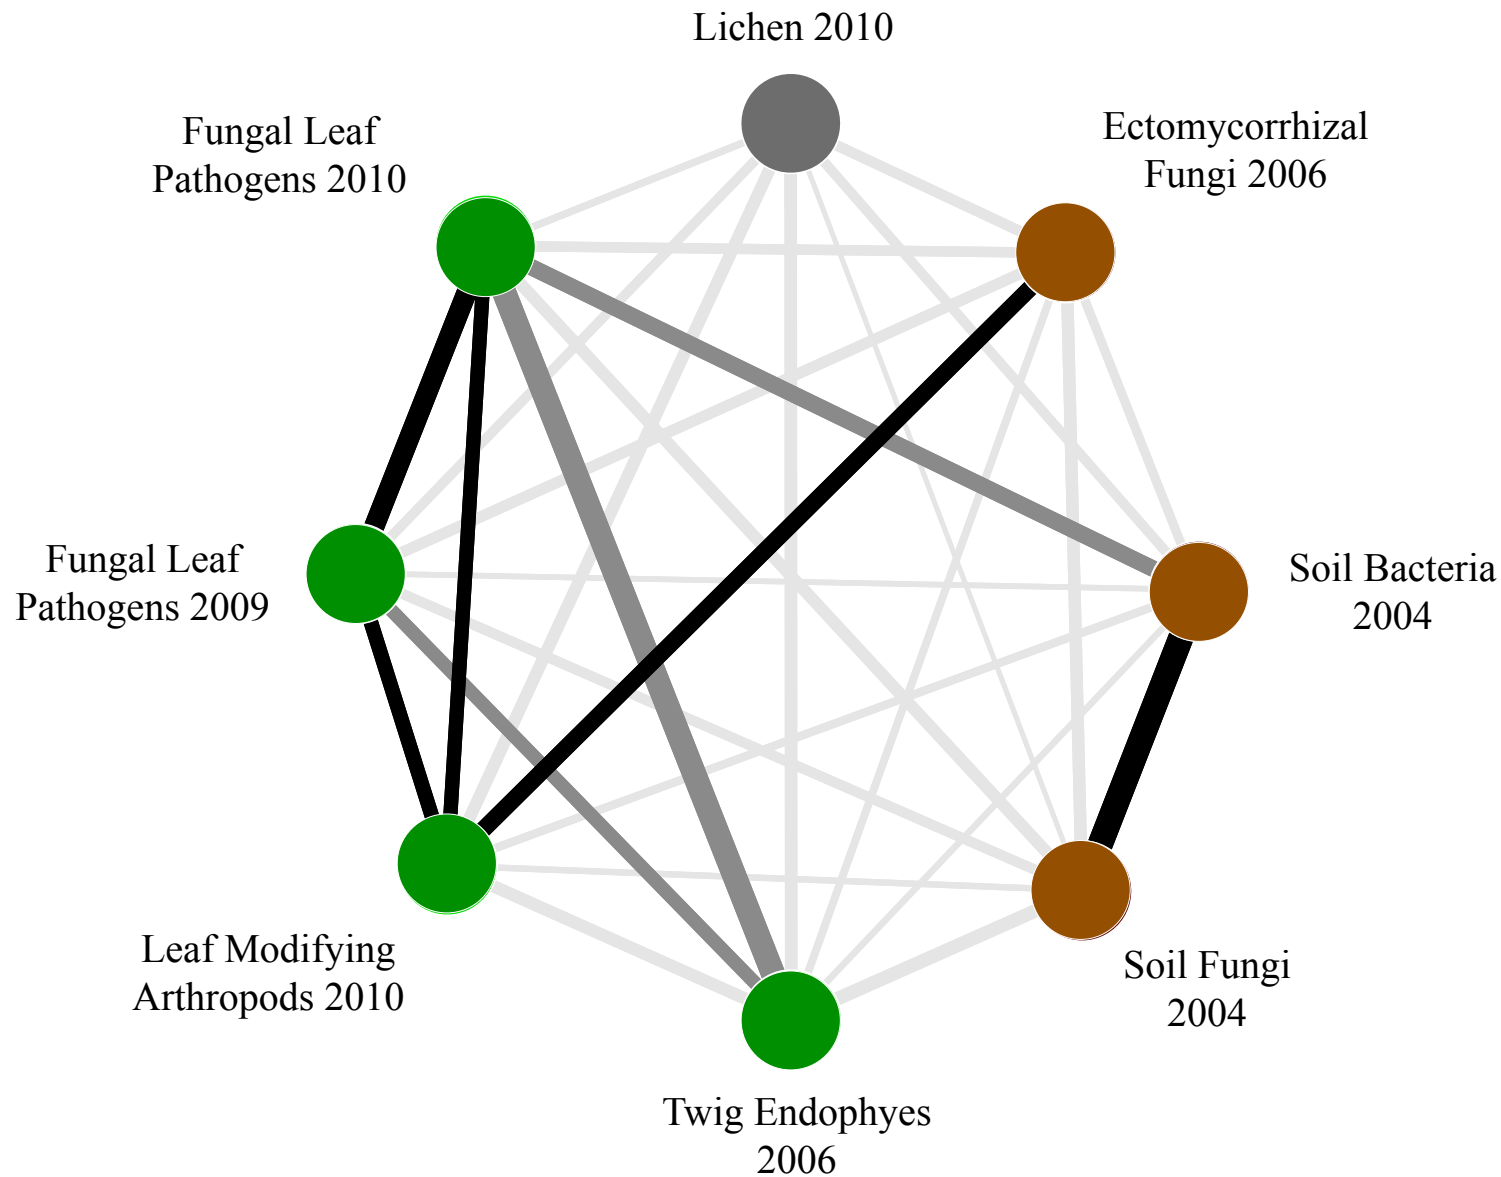 Lichen 2010
Ectomycorrhizal
Fungi 2006
Fungal Leaf
Pathogens 2010
Fungal Leaf
Pathogens 2009
Soil Bacteria
2004
Leaf Modifying
Arthropods 2010
Soil Fungi
2004
Twig Endophyes
2006